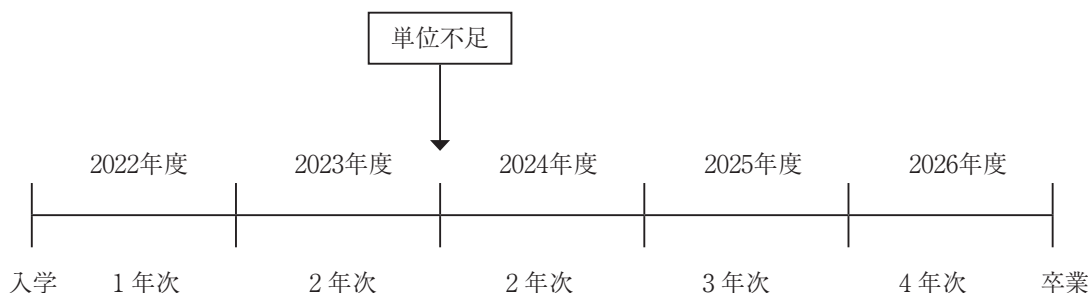 単位不足
2022年度 2023年度 2024年度 2025年度 2026年度
入学 1年次 2年次 2年次 3年次 4年次 卒業